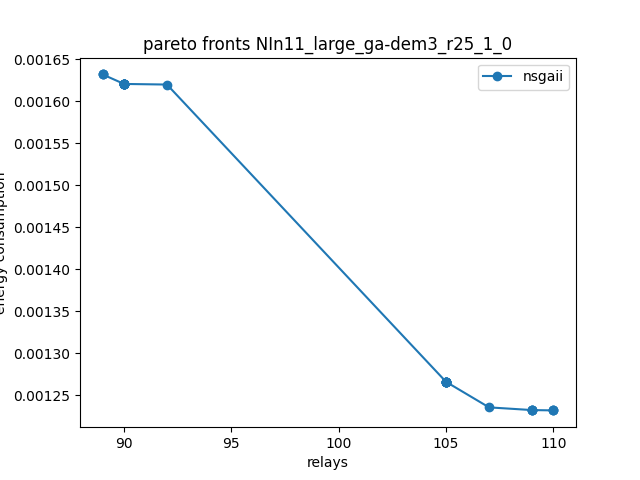 pareto fronts NIn11_large_ga-dem3_r25_1_0
nsgaii
0.00165
0.00160
0.00155
0.00150
0.00145
0.00140
0.00135
0.00130
0.00125
energy consumption
90 95 100 105 110
relays